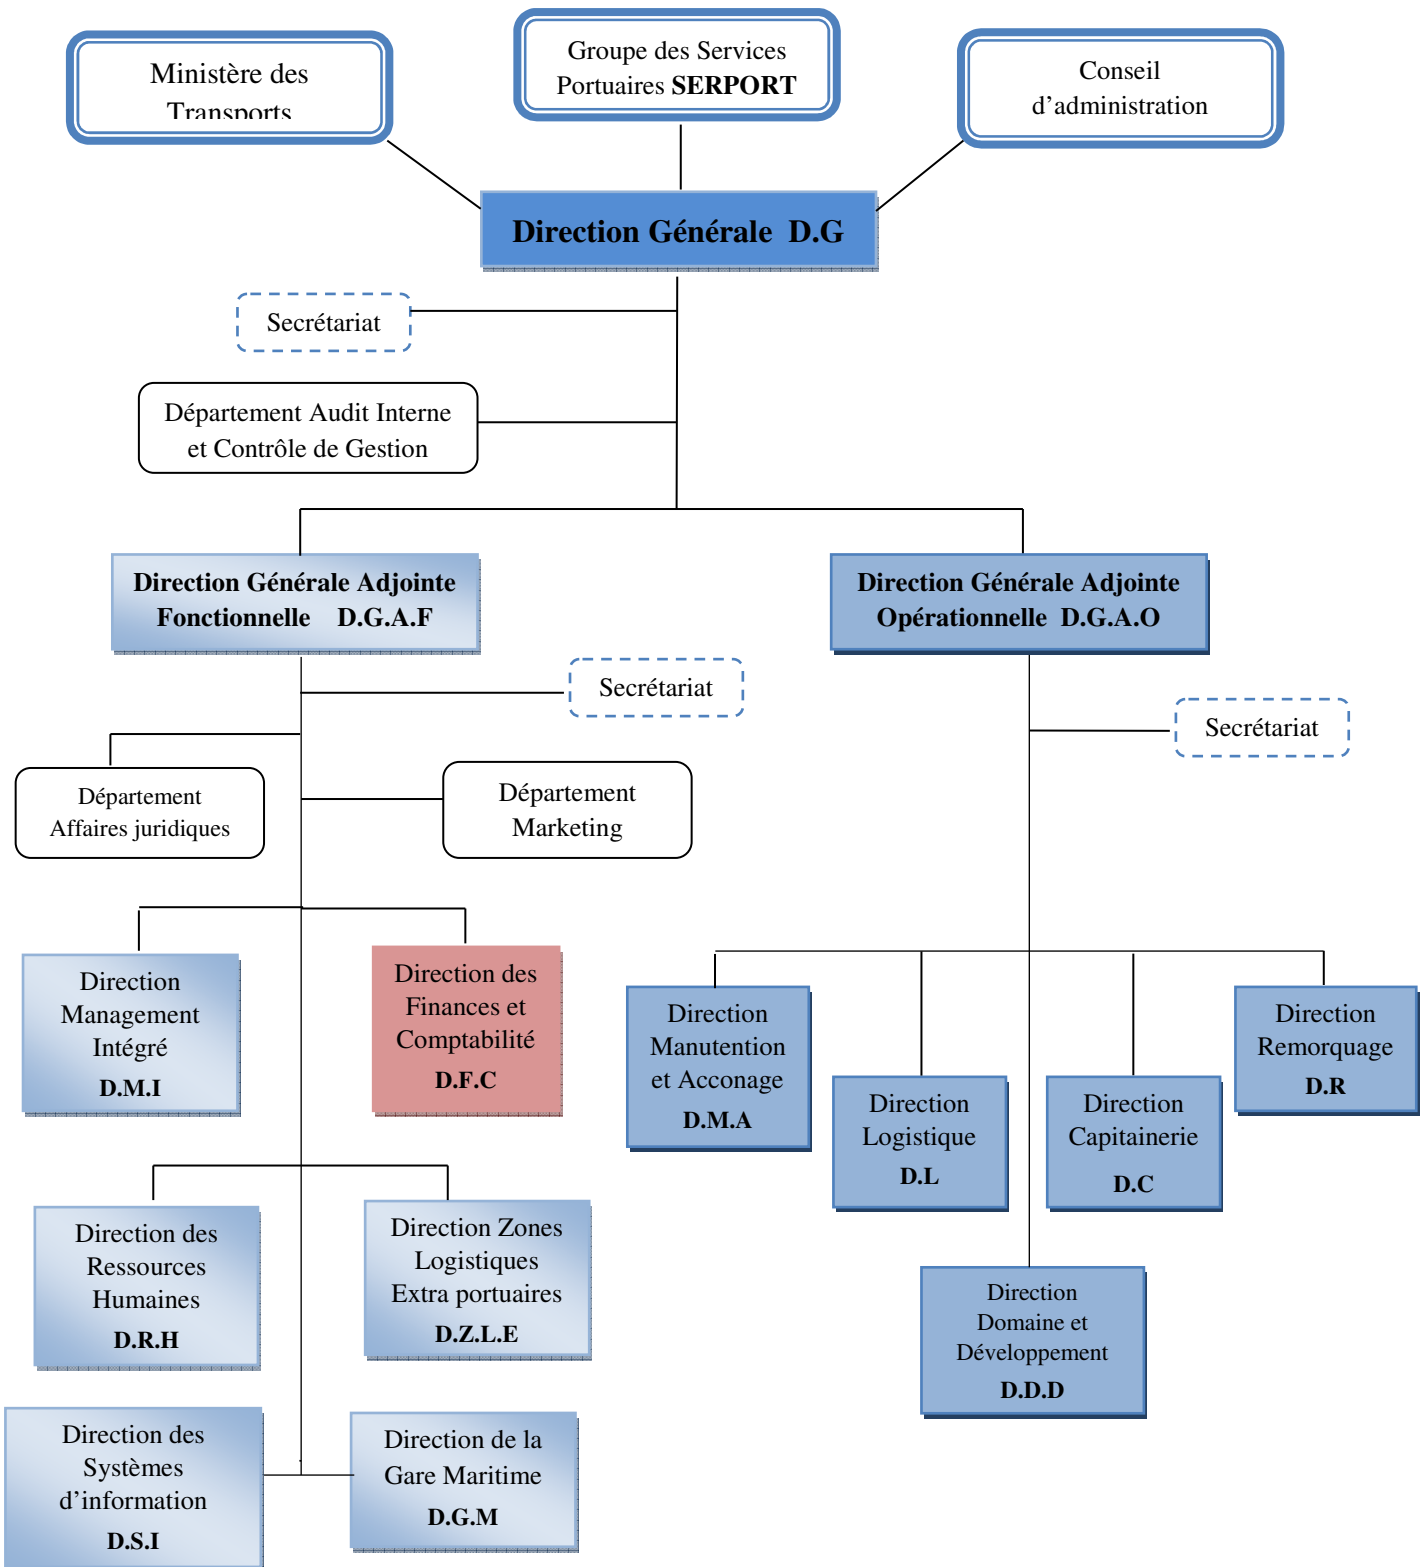 Ministère des
Transports
Groupe des Services
Portuaires SERPORT
Conseil
d’administration
Direction Générale D.G
Secrétariat
Département Audit Interne
et Contrôle de Gestion
Direction Générale Adjointe
Fonctionnelle D.G.A.F
Direction Générale Adjointe
Opérationnelle D.G.A.O
Secrétariat
Secrétariat
Département
Affaires juridiques
Département
Marketing
Direction
Management
Intégré
D.M.I
Direction des
Finances et
Comptabilité
D.F.C
Direction
Manutention
et Acconage
D.M.A
Direction
Logistique
D.L
Direction
Capitainerie
D.C
Direction
Remorquage
D.R
Direction des
Ressources
Humaines
D.R.H
Direction Zones
Logistiques
Extra portuaires
D.Z.L.E
Direction
Domaine et
Développement
D.D.D
Direction des
Systèmes
d’information
D.S.I
Direction de la
Gare Maritime
D.G.M